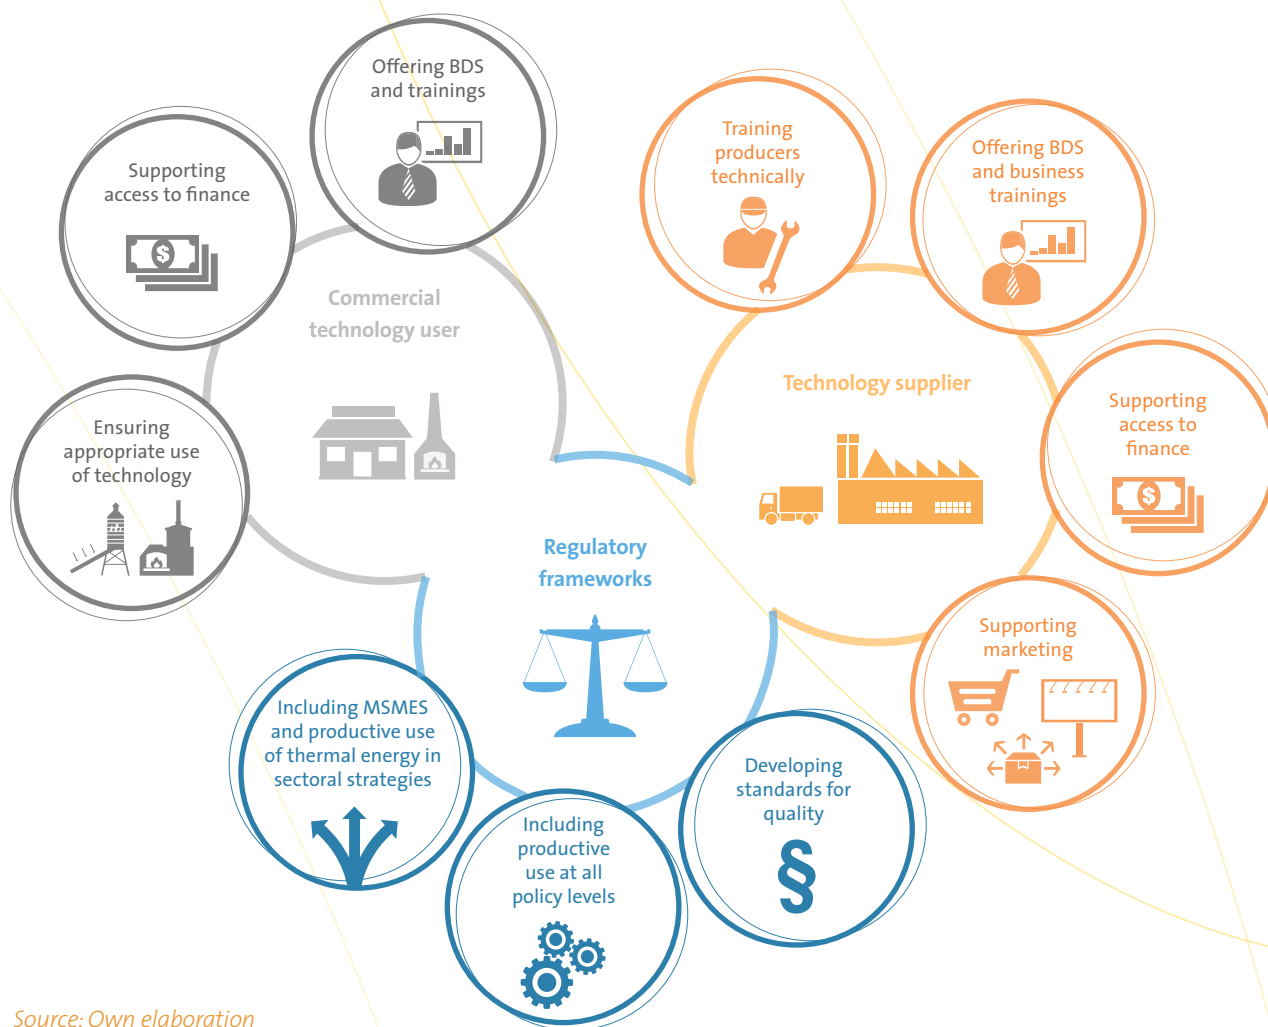 Offering BDS
and trainings
Supporting
access to finance
Ensuring
appropriate use
of technology
Commercial
technology user
Training
producers
technically
Offering BDS
and business
trainings
Supporting
access to
finance
Supporting
marketing
Technology supplier
Regulatory
frameworks
Including MSMES
and productive use
of thermal energy in
sectoral strategies
Including
productive
use at all
policy levels
Developing
standards for
quality
§
Source: Own elaboration